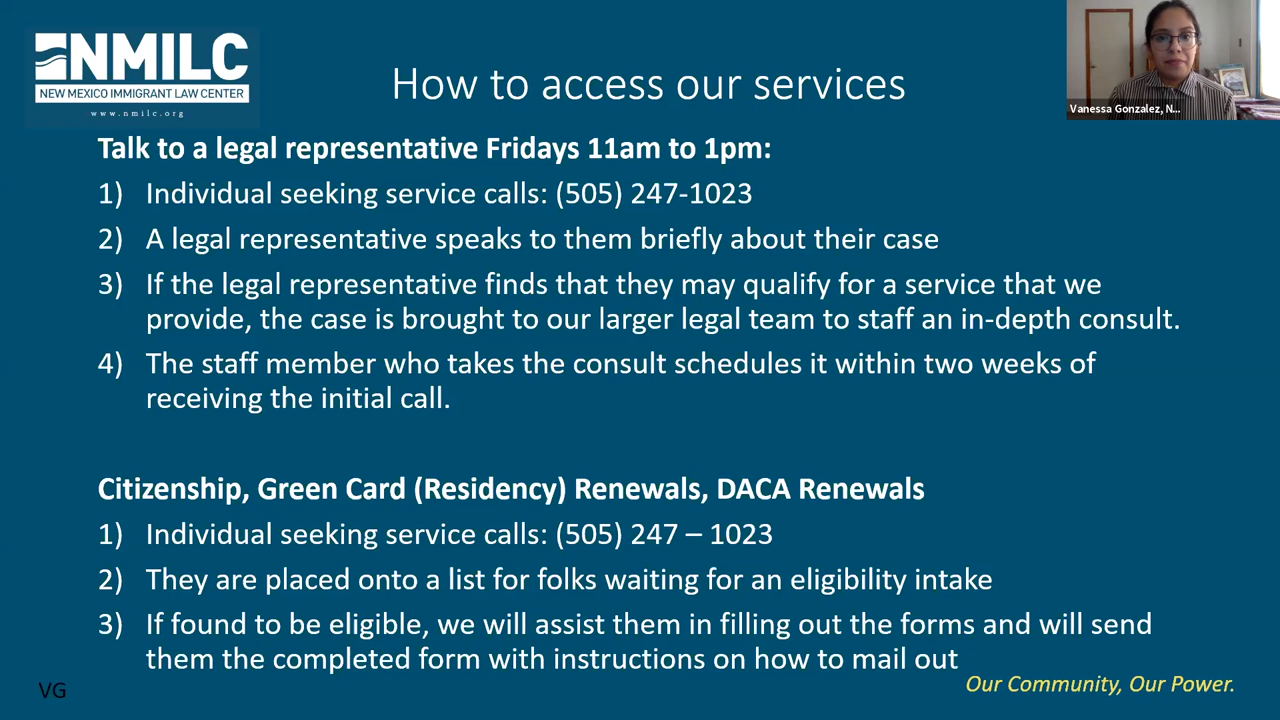 NMILC
NEW MEXICO IMMIGRANT LAW CENTER
www.nmilc.org
How to access our services
Vanessa Gonzalez, N...
Talk to a legal representative Fridays 11am to 1pm:
1) Individual seeking service calls: (505) 247-1023
2) A legal representative speaks to them briefly about their case
3) If the legal representative finds that they may qualify for a service that we
provide, the case is brought to our larger legal team to staff an in-depth consult.
4) The staff member who takes the consult schedules it within two weeks of
receiving the initial call.
Citizenship, Green Card (Residency) Renewals, DACA Renewals
1) Individual seeking service calls: (505) 247 – 1023
2) They are placed onto a list for folks waiting for an eligibility intake
3) If found to be eligible, we will assist them in filling out the forms and will send
them the completed form with instructions on how to mail out
VG
Our Community, Our Power.